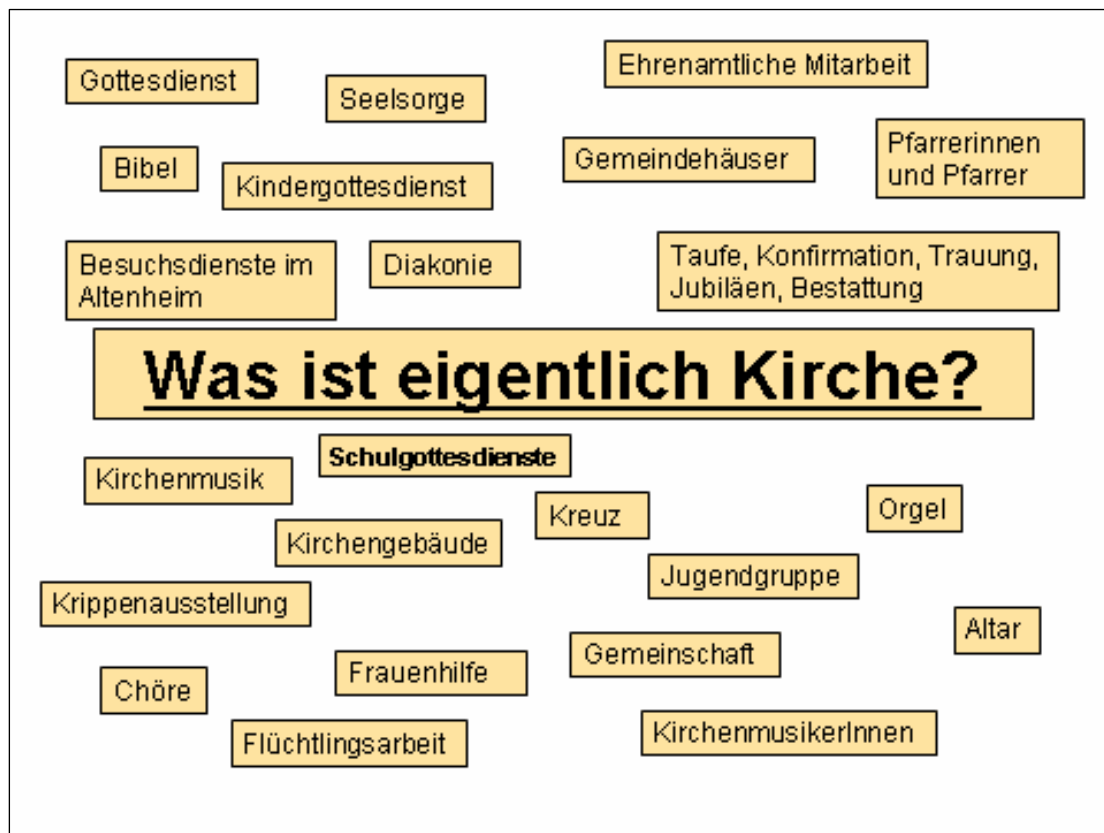 Gottesdienst
Seelsorge
Ehrenamtliche Mitarbeit
Bibel
Kindergottesdienst
Gemeindehäuser
Pfarrerinnen
und Pfarrer
Besuchsdienste im
Altenheim
Diakonie
Taufe, Konfirmation, Trauung,
Jubiläen, Bestattung
Was ist eigentlich Kirche?
Schulgottesdienste
Kirchenmusik
Kreuz
Orgel
Kirchengebäude
Jugendgruppe
Krippenausstellung
Altar
Gemeinschaft
Frauenhilfe
Chöre
Flüchtlingsarbeit
KirchenmusikerInnen